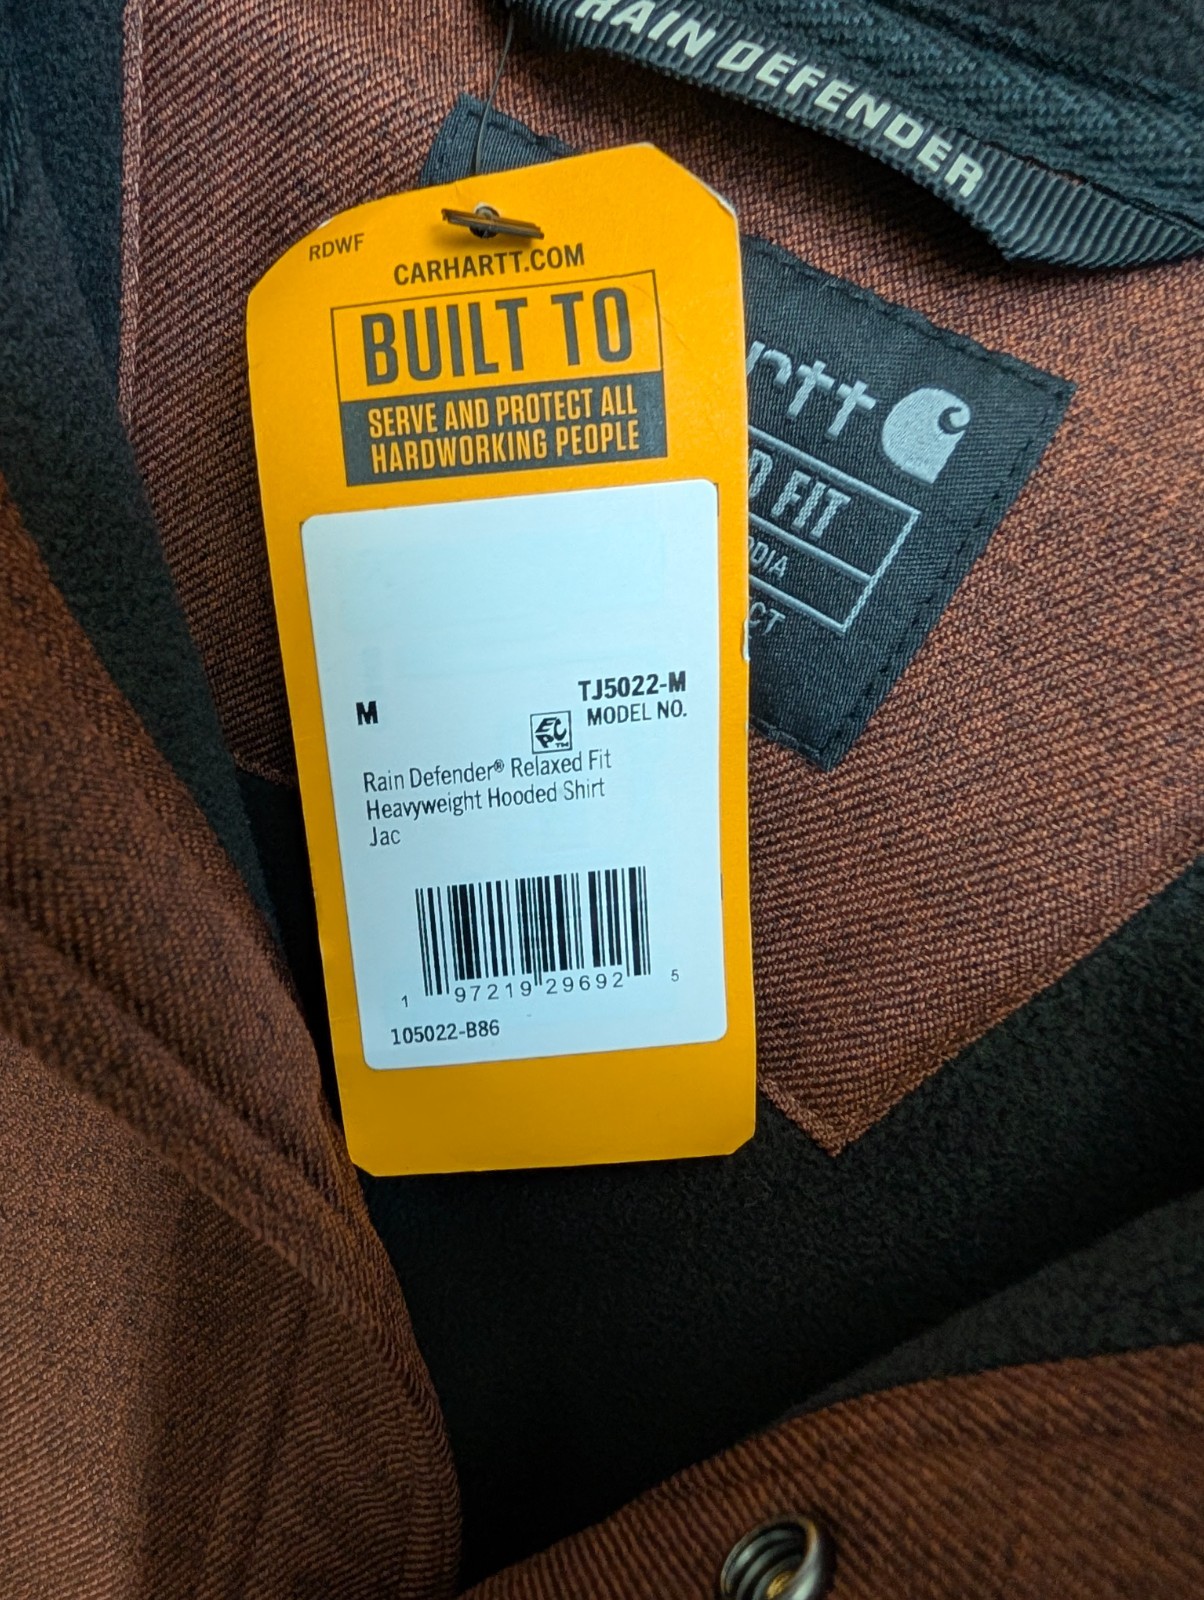 RAIN DEFENDER
RDWF
CARHARTT.COM
BUILT TO
SERVE AND PROTECT ALL
HARDWORKING PEOPLE
FIT
M
TJ5022-M
MODEL NO.
Rain Defender® Relaxed Fit
Heavyweight Hooded Shirt
Jac
1 97219 29692 5
105022-B86